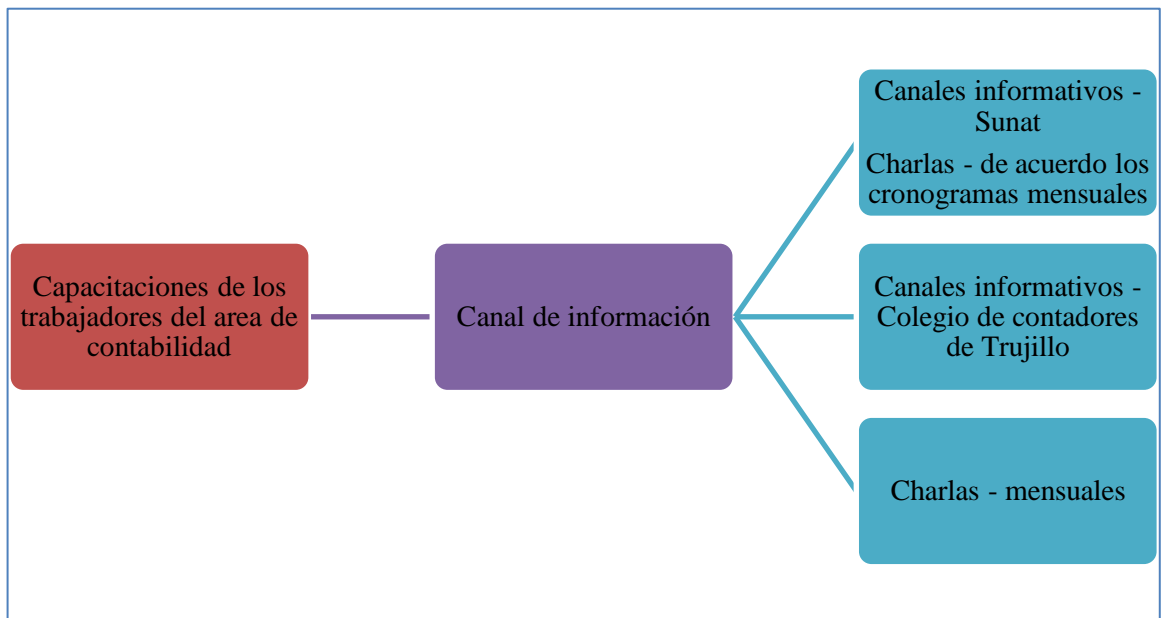 Capacitaciones de los
trabajadores del area de
contabilidad
Canal de información
Canales informativos -
Sunat
Charlas - de acuerdo los
cronogramas mensuales
Canales informativos -
Colegio de contadores
de Trujillo
Charlas - mensuales